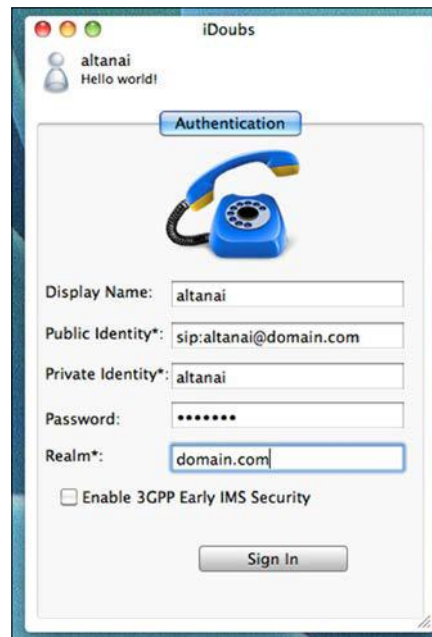 iDoubs
altanai
Hello world!
Authentication
Display Name: altanai
Public Identity*: sip:altanai@domain.com
Private Identity*: altanai
Password: •••••••
Realm*: domain.com
Enable 3GPP Early IMS Security
Sign In